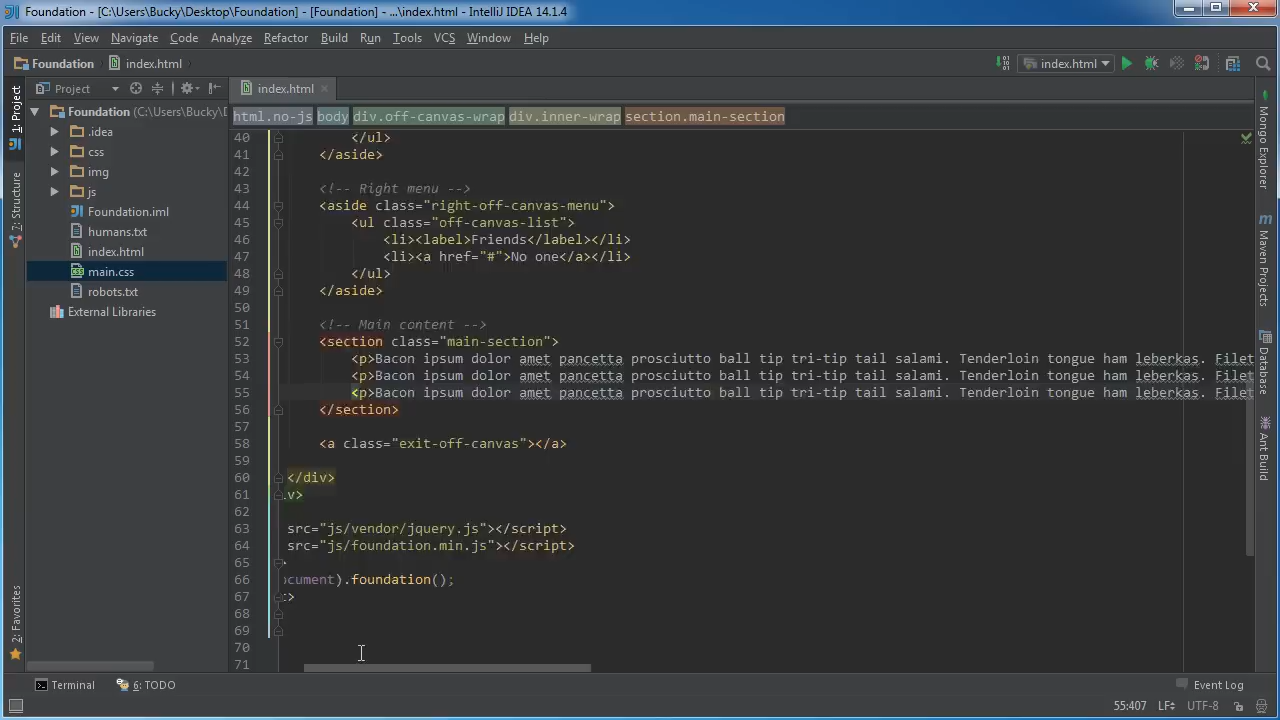 Foundation - [C:\Users\Bucky\Desktop\Foundation] - [Foundation] - ...\index.html - IntelliJ IDEA 14.1.4
File Edit View Navigate Code Analyze Refactor Build Run Tools VCS Window Help
Foundation index.html index.html
Project index.html
1: Project
7: Structure
2: Favorites
Foundation (C:\Users\Bucky\D
.idea
css
img
js
Foundation.iml
humans.txt
index.html
main.css
robots.txt
External Libraries
html.no-js body div.off-canvas-wrap div.inner-wrap section.main-section
40 </ul>
41 </aside>
42
43 <!-- Right menu -->
44 <aside class="right-off-canvas-menu">
45 <ul class="off-canvas-list">
46 <li><label>Friends</label></li>
47 <li><a href="#">No one</a></li>
48 </ul>
49 </aside>
50
51 <!-- Main content -->
52 <section class="main-section">
53 <p>Bacon ipsum dolor amet pancetta prosciutto ball tip tri-tip tail salami. Tenderloin tongue ham leberkas. Filet
54 <p>Bacon ipsum dolor amet pancetta prosciutto ball tip tri-tip tail salami. Tenderloin tongue ham leberkas. Filet
55 <p>Bacon ipsum dolor amet pancetta prosciutto ball tip tri-tip tail salami. Tenderloin tongue ham leberkas. Filet
56 </section>
57
58 <a class="exit-off-canvas"></a>
59
60 </div>
61 v>
62
63 src="js/vendor/jquery.js"></script>
64 src="js/foundation.min.js"></script>
65
66 ocument).foundation();
67 t>
68
69
70
71
Mongo Explorer
Maven Projects
Database
Ant Build
Terminal 6: TODO Event Log
55:407 LF UTF-8